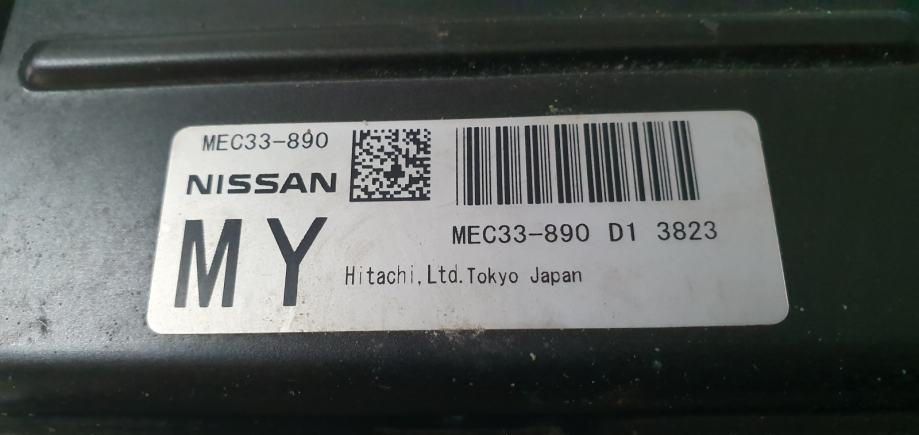 MEC33-890
NISSAN
MY
MEC33-890 D1 3823
Hitachi,Ltd.Tokyo Japan